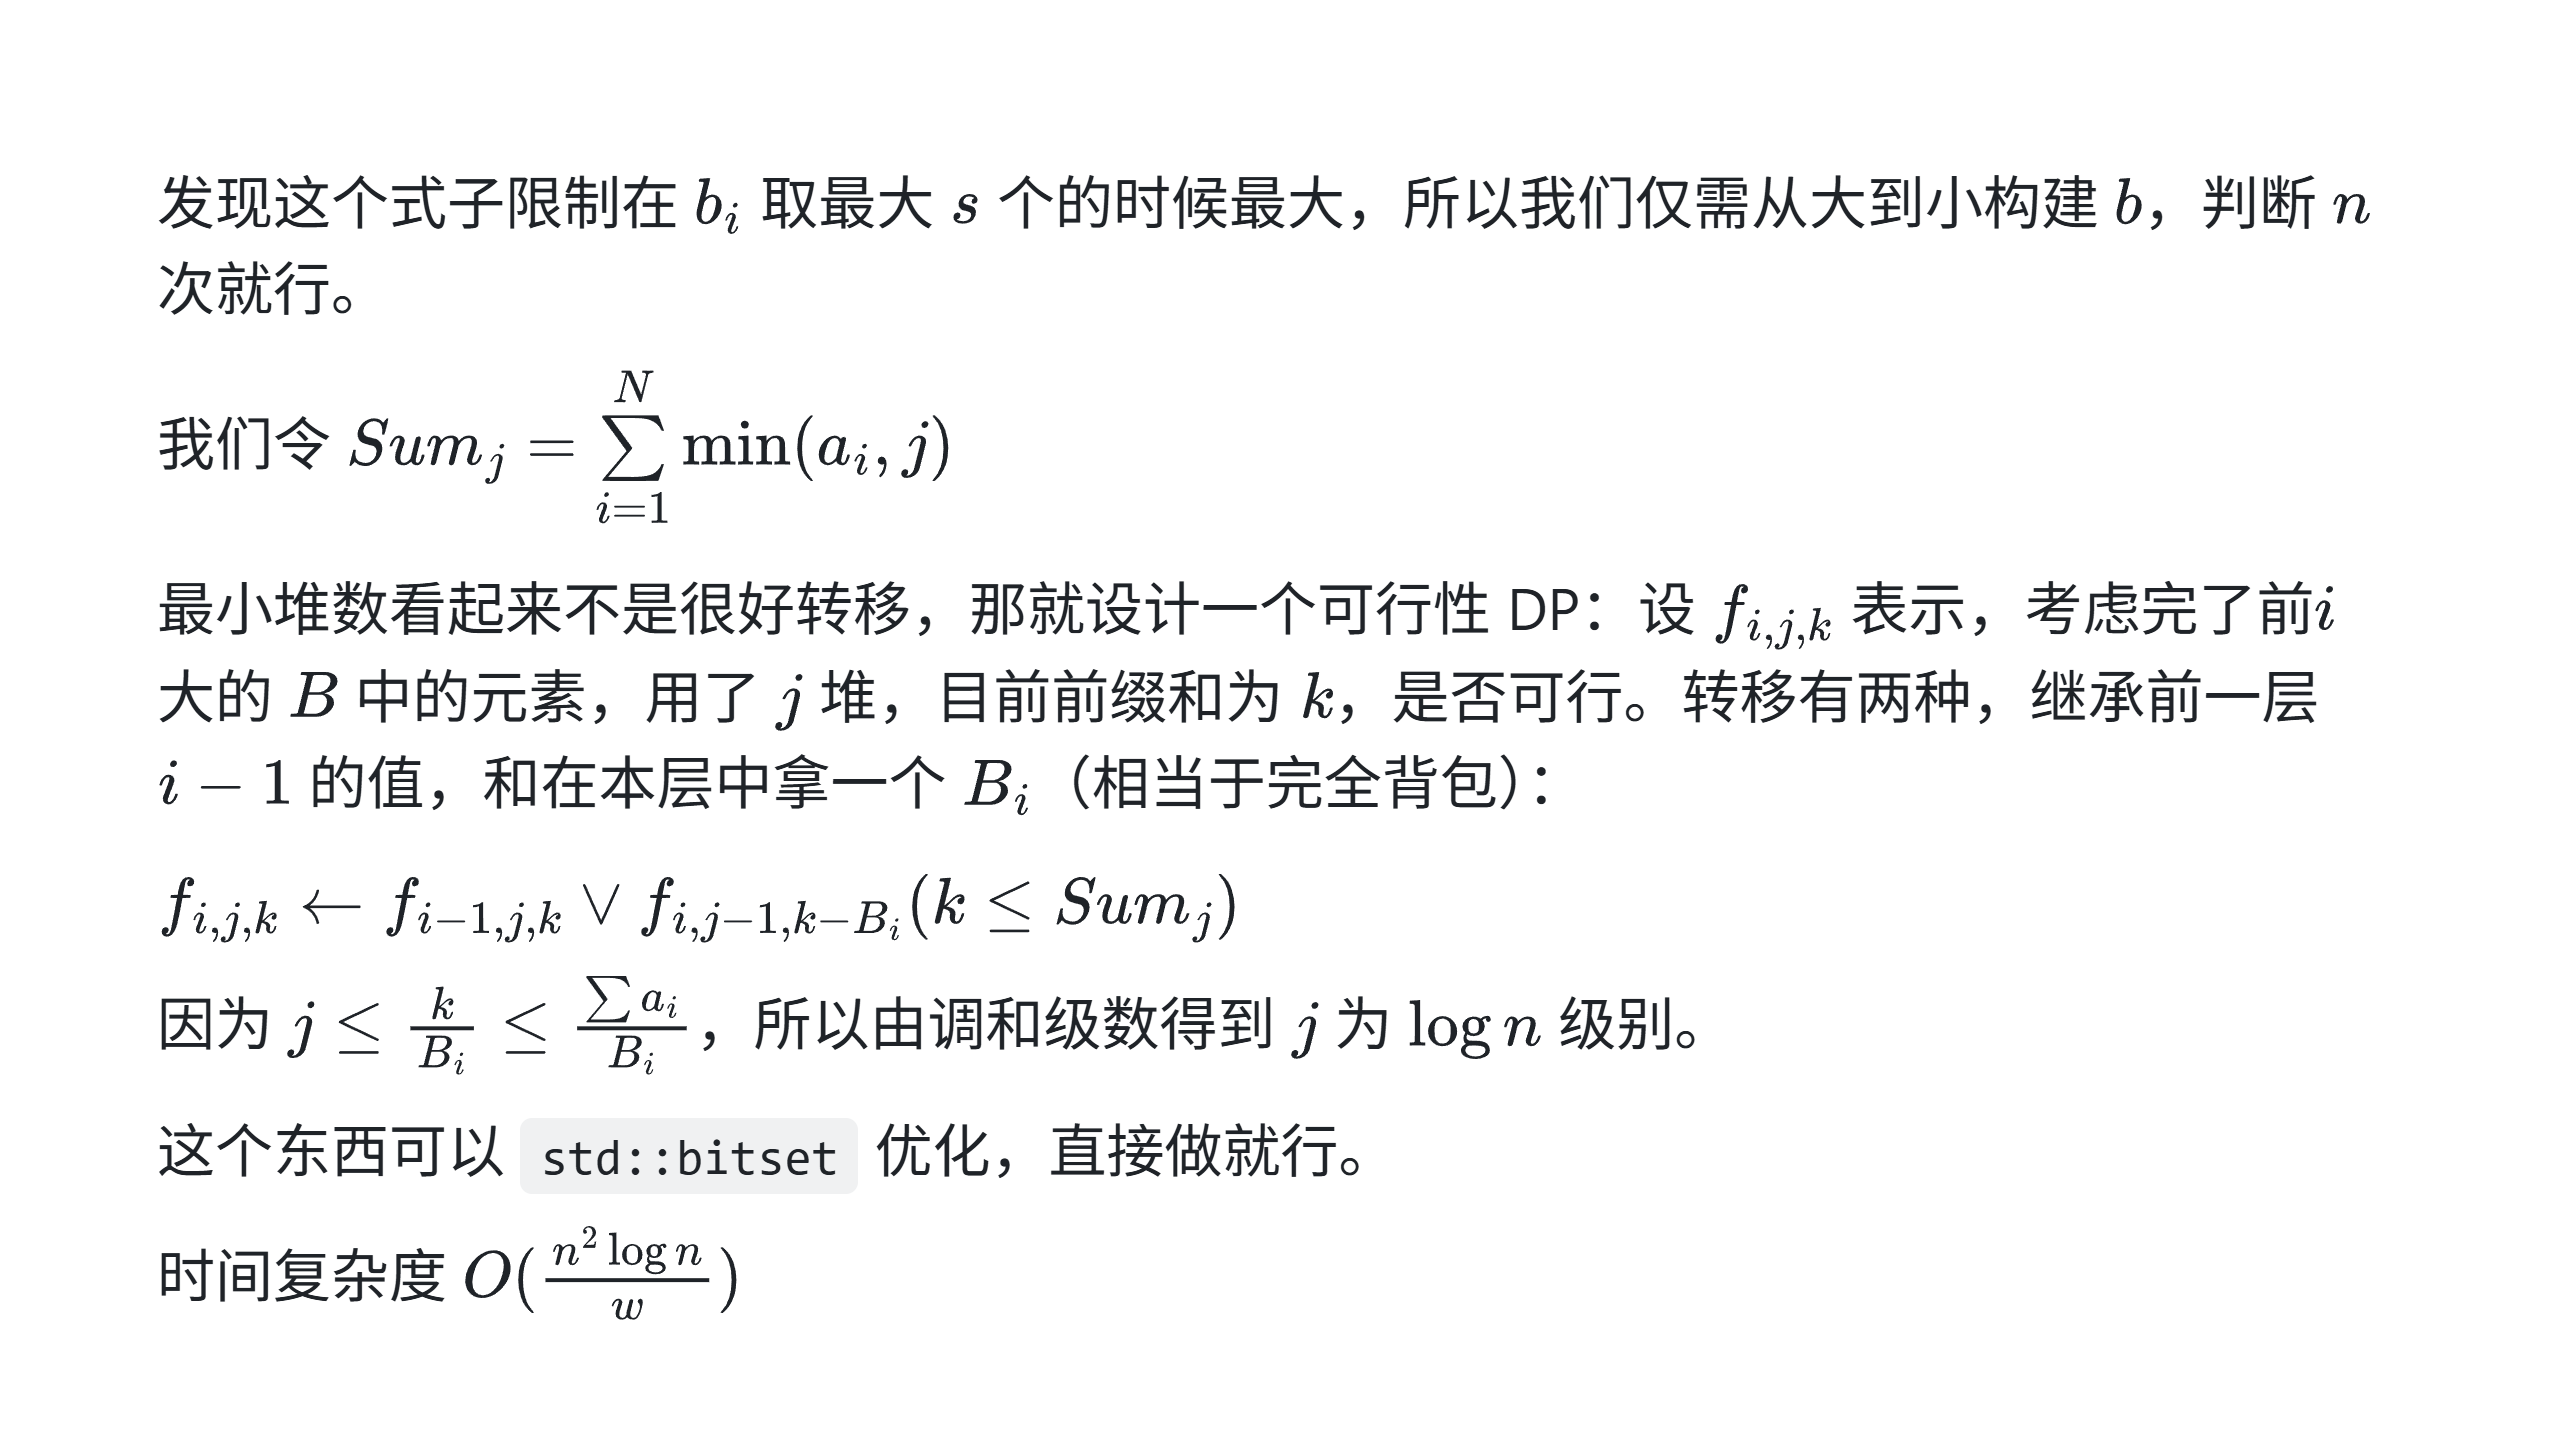 发现这个式子限制在 $b_i$ 取最大 $s$ 个的时候最大，所以我们仅需从大到小构建 $b$，判断 $n$
次就行。
我们令 $Sum_j = \sum\limits_{i=1}^{N} \min(a_i, j)$
最小堆数看起来不是很好转移，那就设计一个可行性 DP：设 $f_{i,j,k}$ 表示，考虑完了前$i$
大的 $B$ 中的元素，用了 $j$ 堆，目前前缀和为 $k$，是否可行。转移有两种，继承前一层
$i-1$ 的值，和在本层中拿一个 $B_i$（相当于完全背包）：
$f_{i,j,k} \leftarrow f_{i-1,j,k} \vee f_{i,j-1,k-B_i}(k \leq Sum_j)$
因为 $j \leq \frac{k}{B_i} \leq \frac{\sum a_i}{B_i}$，所以由调和级数得到 $j$ 为 $\log n$ 级别。
这个东西可以 std::bitset 优化，直接做就行。
时间复杂度 $O(\frac{n^2 \log n}{w})$